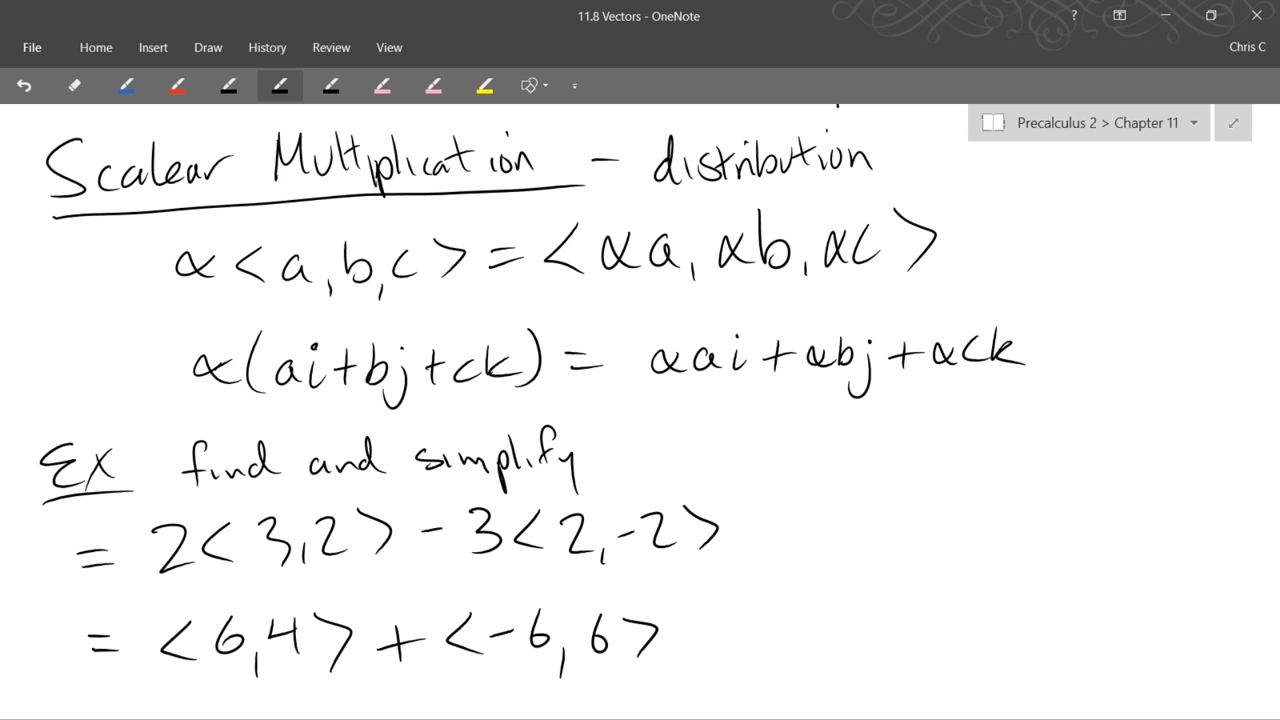 11.8 Vectors - OneNote
?
File Home Insert Draw History Review View
Chris C
Precalculus 2 > Chapter 11
Scalear Multiplication - distribution
α<a,b,c> = <αa, αb, αc>
α(ai+bj+ck) = αai+αbj+αck
EX find and simplify
= 2<3,2> - 3<2,-2>
= <6,4> + <-6,6>